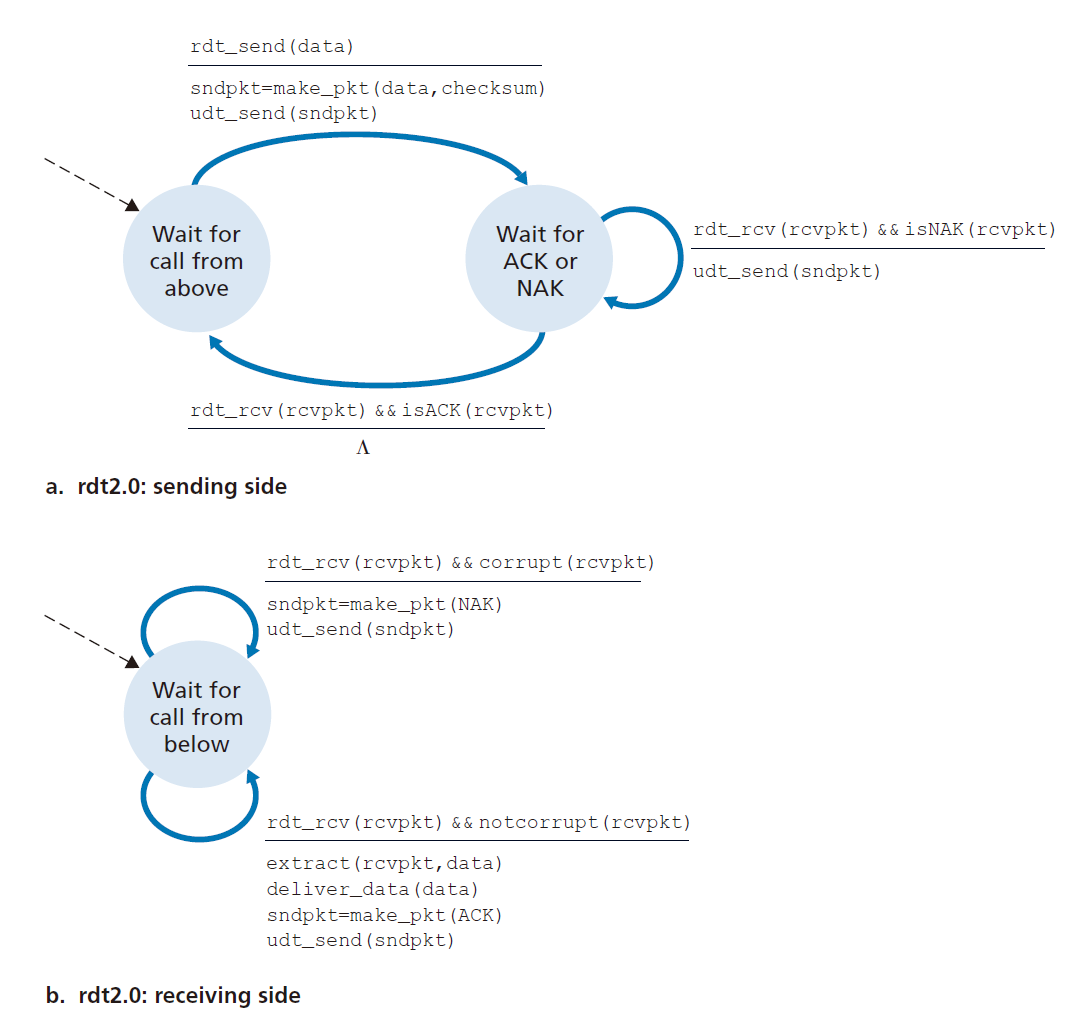 rdt_send(data)
sndpkt=make_pkt(data,checksum)
udt_send(sndpkt)
Wait for
call from
above
Wait for
ACK or
NAK
rdt_rcv(rcvpkt) && isNAK(rcvpkt)
udt_send(sndpkt)
rdt_rcv(rcvpkt) && isACK(rcvpkt)
Λ
a. rdt2.0: sending side
rdt_rcv(rcvpkt) && corrupt(rcvpkt)
sndpkt=make_pkt(NAK)
udt_send(sndpkt)
Wait for
call from
below
rdt_rcv(rcvpkt) && notcorrupt(rcvpkt)
extract(rcvpkt,data)
deliver_data(data)
sndpkt=make_pkt(ACK)
udt_send(sndpkt)
b. rdt2.0: receiving side